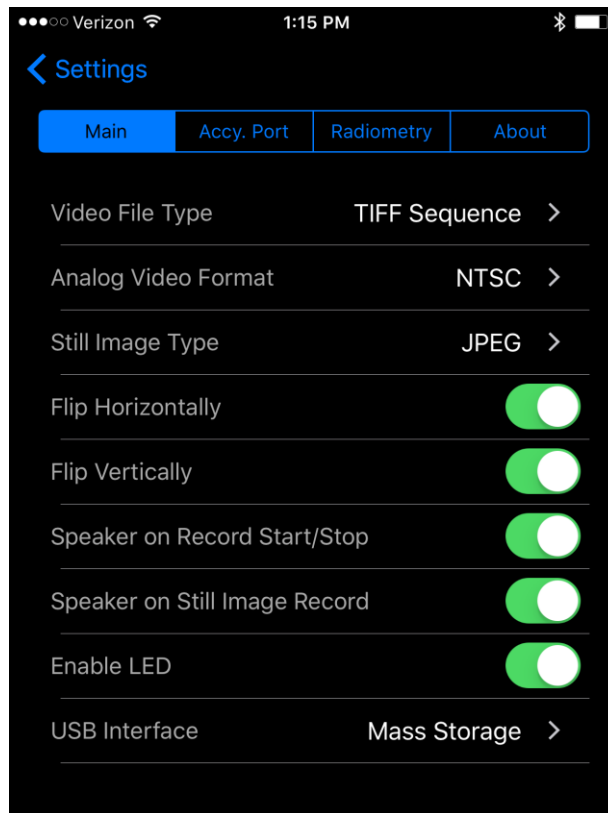 Verizon 1:15 PM
Settings
Main Accy. Port Radiometry About
Video File Type TIFF Sequence
Analog Video Format NTSC
Still Image Type JPEG
Flip Horizontally
Flip Vertically
Speaker on Record Start/Stop
Speaker on Still Image Record
Enable LED
USB Interface Mass Storage